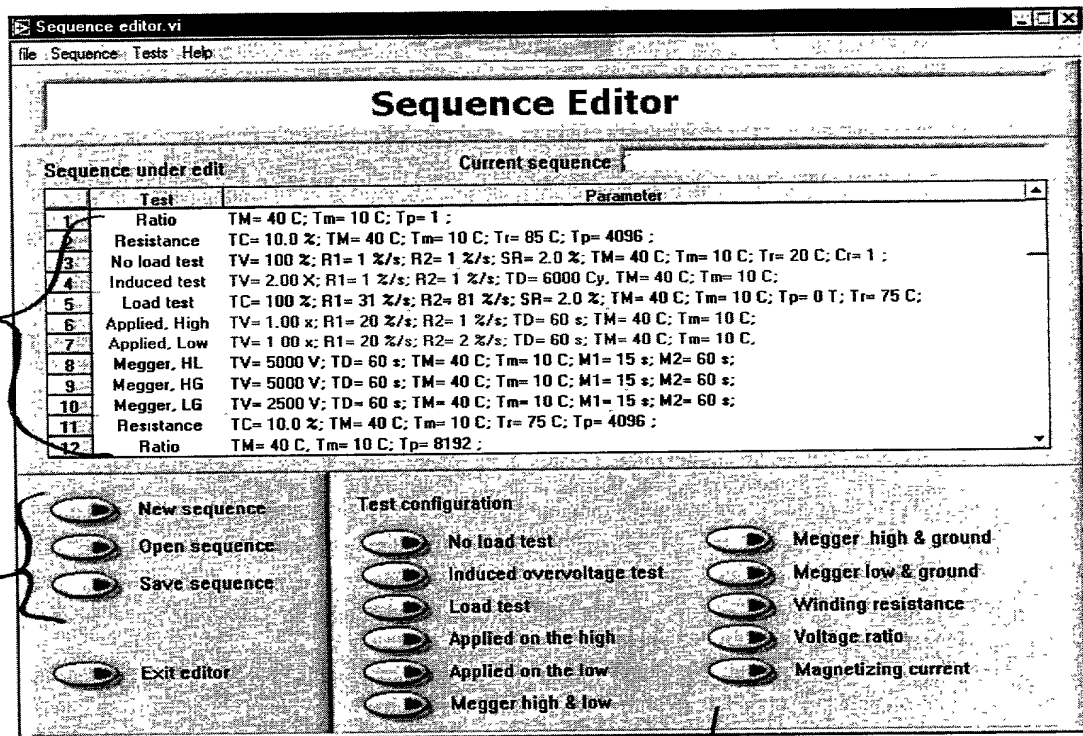 Sequence editor.vi
file Sequence Tests Help
Sequence Editor
Sequence under edit
Current sequence
Test Parameter
1 Ratio TM= 40 C; Tm= 10 C; Tp= 1 ;
2 Resistance TC= 10.0 %; TM= 40 C; Tm= 10 C; Tr= 85 C; Tp= 4096 ;
3 No load test TV= 100 %; R1= 1 %/s; R2= 1 %/s; SR= 2.0 %; TM= 40 C; Tm= 10 C; Tr= 20 C; Cr= 1 ;
4 Induced test TV= 2.00 X; R1= 1 %/s; R2= 1 %/s; TD= 6000 Cy, TM= 40 C; Tm= 10 C;
5 Load test TC= 100 %; R1= 31 %/s; R2= 81 %/s; SR= 2.0 %; TM= 40 C; Tm= 10 C; Tp= 0 T; Tr= 75 C;
6 Applied, High TV= 1.00 x; R1= 20 %/s; R2= 1 %/s; TD= 60 s; TM= 40 C; Tm= 10 C;
7 Applied, Low TV= 1 00 x; R1= 20 %/s; R2= 2 %/s; TD= 60 s; TM= 40 C; Tm= 10 C,
8 Megger, HL TV= 5000 V; TD= 60 s; TM= 40 C; Tm= 10 C; M1= 15 s; M2= 60 s;
9 Megger, HG TV= 5000 V; TD= 60 s; TM= 40 C; Tm= 10 C; M1= 15 s; M2= 60 s;
10 Megger, LG TV= 2500 V; TD= 60 s; TM= 40 C; Tm= 10 C; M1= 15 s; M2= 60 s;
11 Resistance TC= 10.0 %; TM= 40 C; Tm= 10 C; Tr= 75 C; Tp= 4096 ;
12 Ratio TM= 40 C, Tm= 10 C; Tp= 8192 ;
New sequence
Open sequence
Save sequence
Exit editor
Test configuration
No load test
Induced overvoltage test
Load test
Applied on the high
Applied on the low
Megger high & low
Megger high & ground
Megger low & ground
Winding resistance
Voltage ratio
Magnetizing current